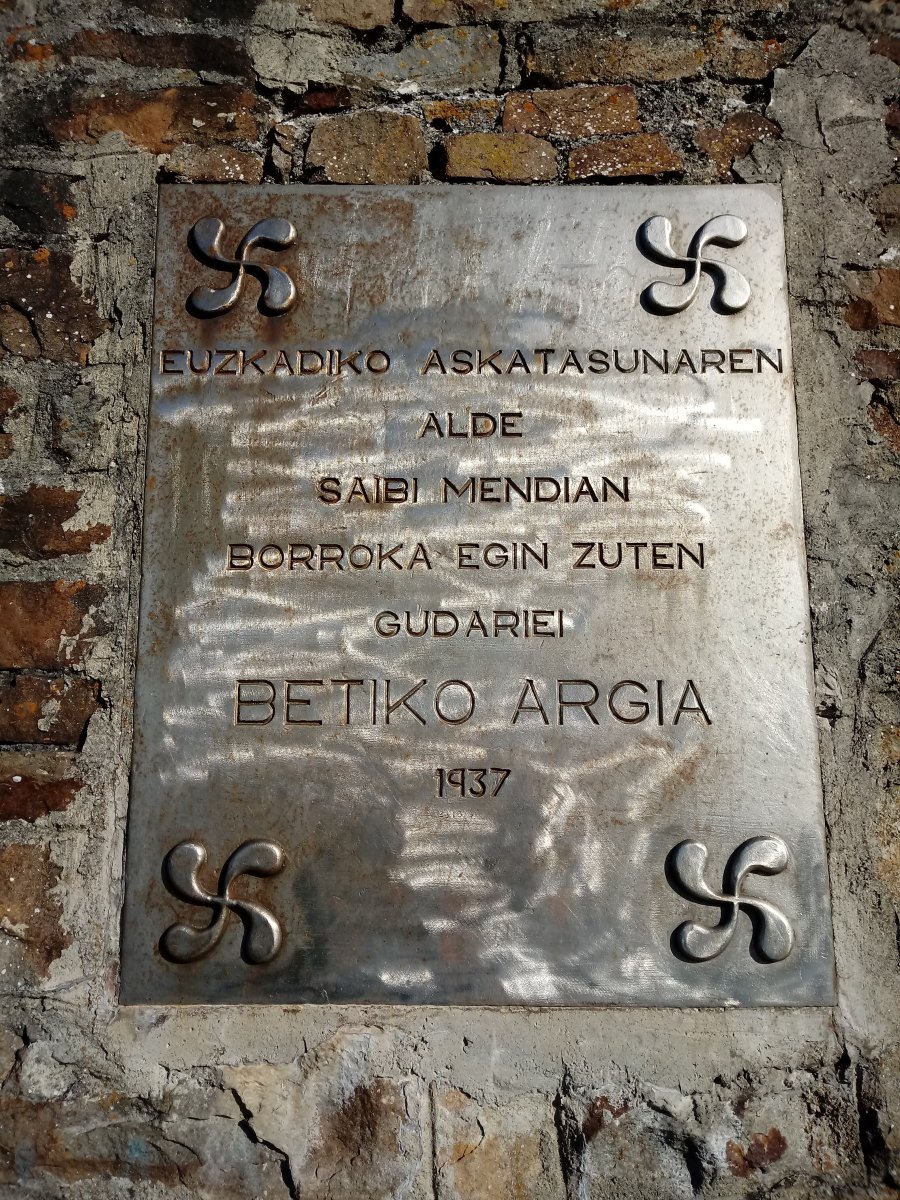 EUZKADIKO ASKATASUNAREN
ALDE
SAIBI MENDIAN
BORROKA EGIN ZUTEN
GUDARIEI
BETIKO ARGIA
1937